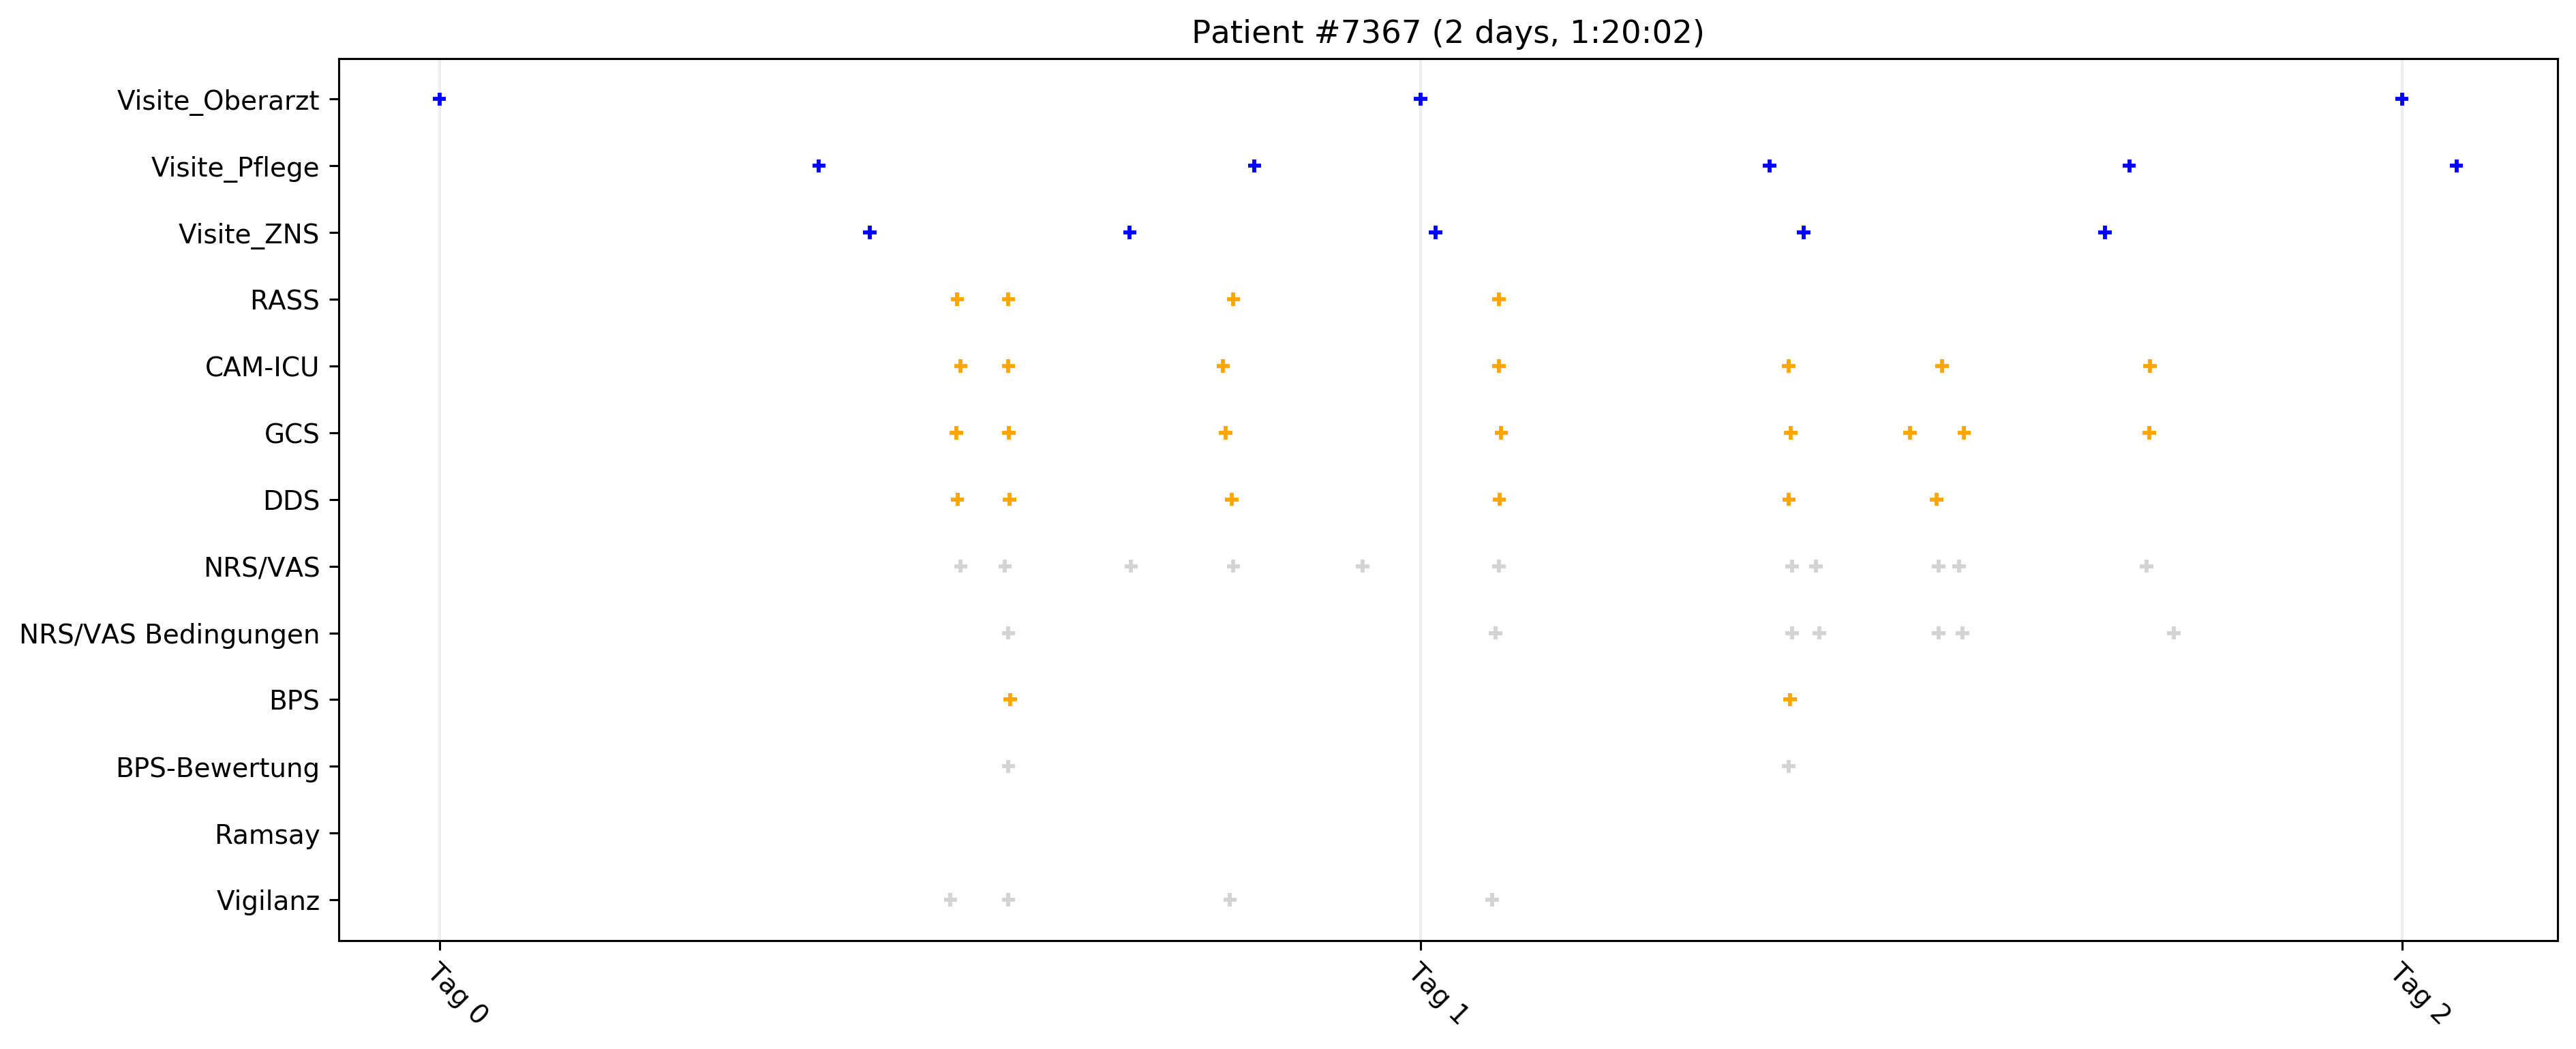 Patient #7367 (2 days, 1:20:02)
Visite_Oberarzt
Visite_Pflege
Visite_ZNS
RASS
CAM-ICU
GCS
DDS
NRS/VAS
NRS/VAS Bedingungen
BPS
BPS-Bewertung
Ramsay
Vigilanz
Tag 0
Tag 1
Tag 2